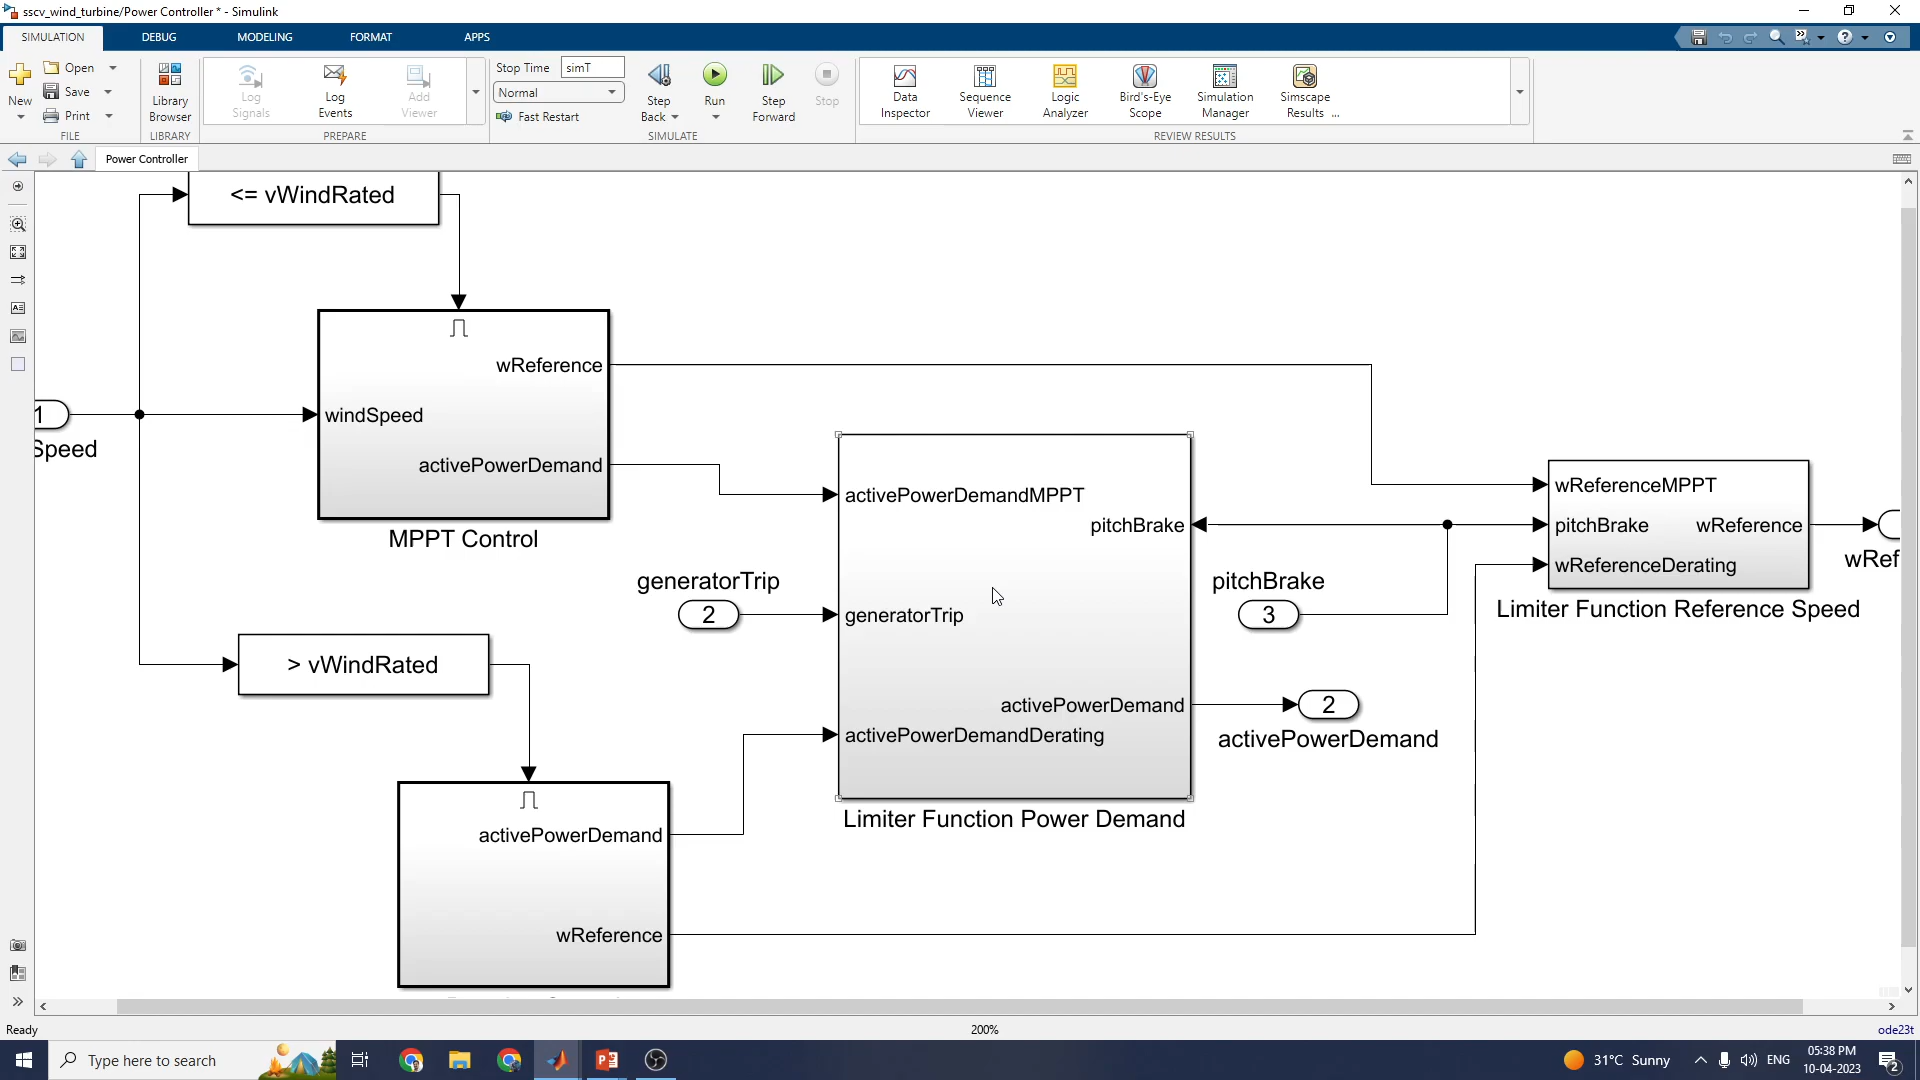 sscv_wind_turbine/Power Controller * - Simulink
SIMULATION DEBUG MODELING FORMAT APPS
New
Open
Save
Print
FILE
Library
Browser
LIBRARY
Log
Signals
Log
Events
Add
Viewer
PREPARE
Stop Time simT
Normal
Fast Restart
Step
Back
Run
Step
Forward
Stop
SIMULATE
Data
Inspector
Sequence
Viewer
Logic
Analyzer
Bird's-Eye
Scope
Simulation
Manager
Simscape
Results ...
REVIEW RESULTS
Power Controller
<= vWindRated
1
Speed
windSpeed
wReference
activePowerDemand
MPPT Control
> vWindRated
activePowerDemand
wReference
generatorTrip
2
activePowerDemandMPPT
pitchBrake
generatorTrip
activePowerDemand
activePowerDemandDerating
Limiter Function Power Demand
pitchBrake
3
2
activePowerDemand
wReferenceMPPT
pitchBrake wReference
wReferenceDerating
Limiter Function Reference Speed
wRef
Ready
200%
ode23t
Type here to search
31°C Sunny
ENG
05:38 PM
10-04-2023
2